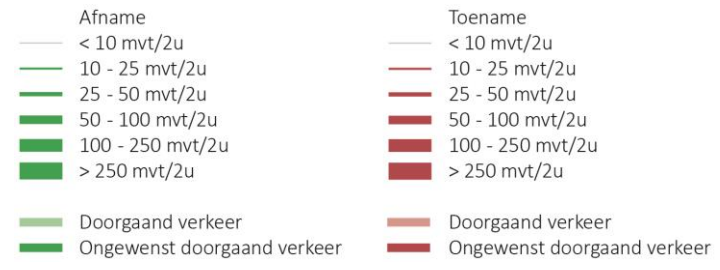 Afname
< 10 mvt/2u
10 - 25 mvt/2u
25 - 50 mvt/2u
50 - 100 mvt/2u
100 - 250 mvt/2u
> 250 mvt/2u
Doorgaand verkeer
Ongewenst doorgaand verkeer
Toename
< 10 mvt/2u
10 - 25 mvt/2u
25 - 50 mvt/2u
50 - 100 mvt/2u
100 - 250 mvt/2u
> 250 mvt/2u
Doorgaand verkeer
Ongewenst doorgaand verkeer